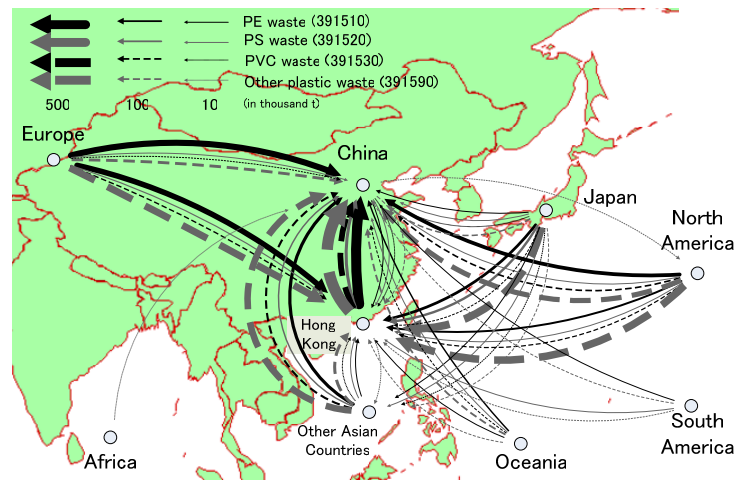 PE waste (391510)
PS waste (391520)
PVC waste (391530)
Other plastic waste (391590)
500 100 10 (in thousand t)
Europe
China
Japan
North
America
Hong
Kong
Other Asian
Countries
Africa
Oceania
South
America